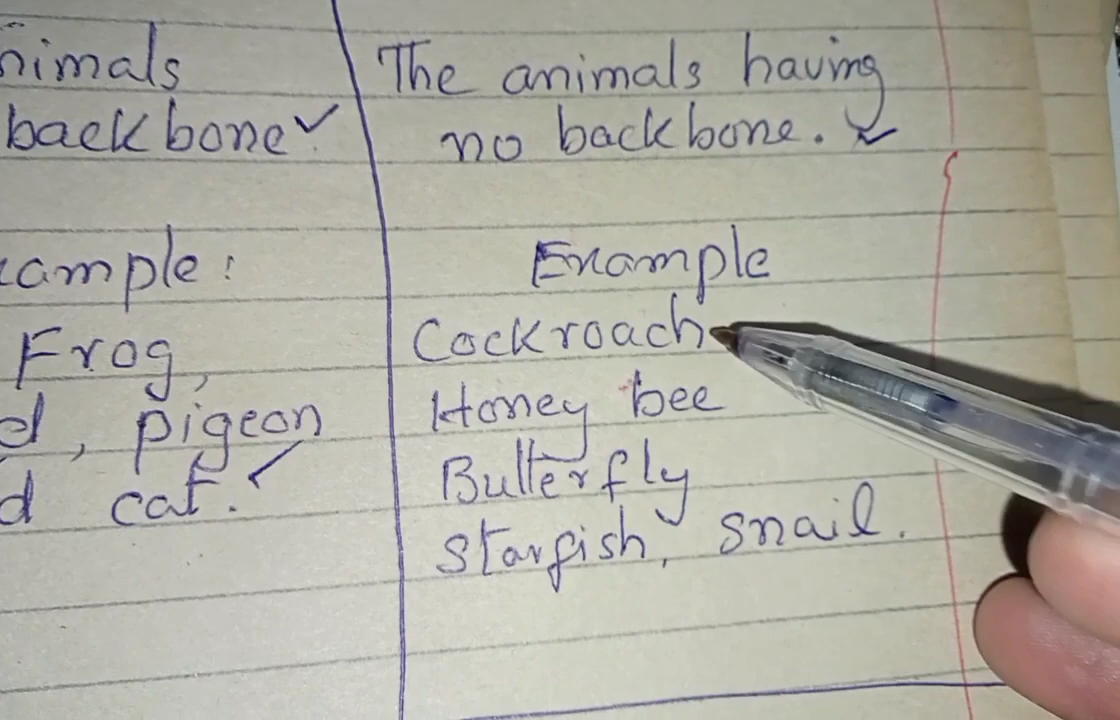 nimals
backbone
ample:
Frog,
d, pigeon
d cat.
The animals having
no backbone.
Example
Cockroach
Honey bee
Butterfly
Starfish, snail.